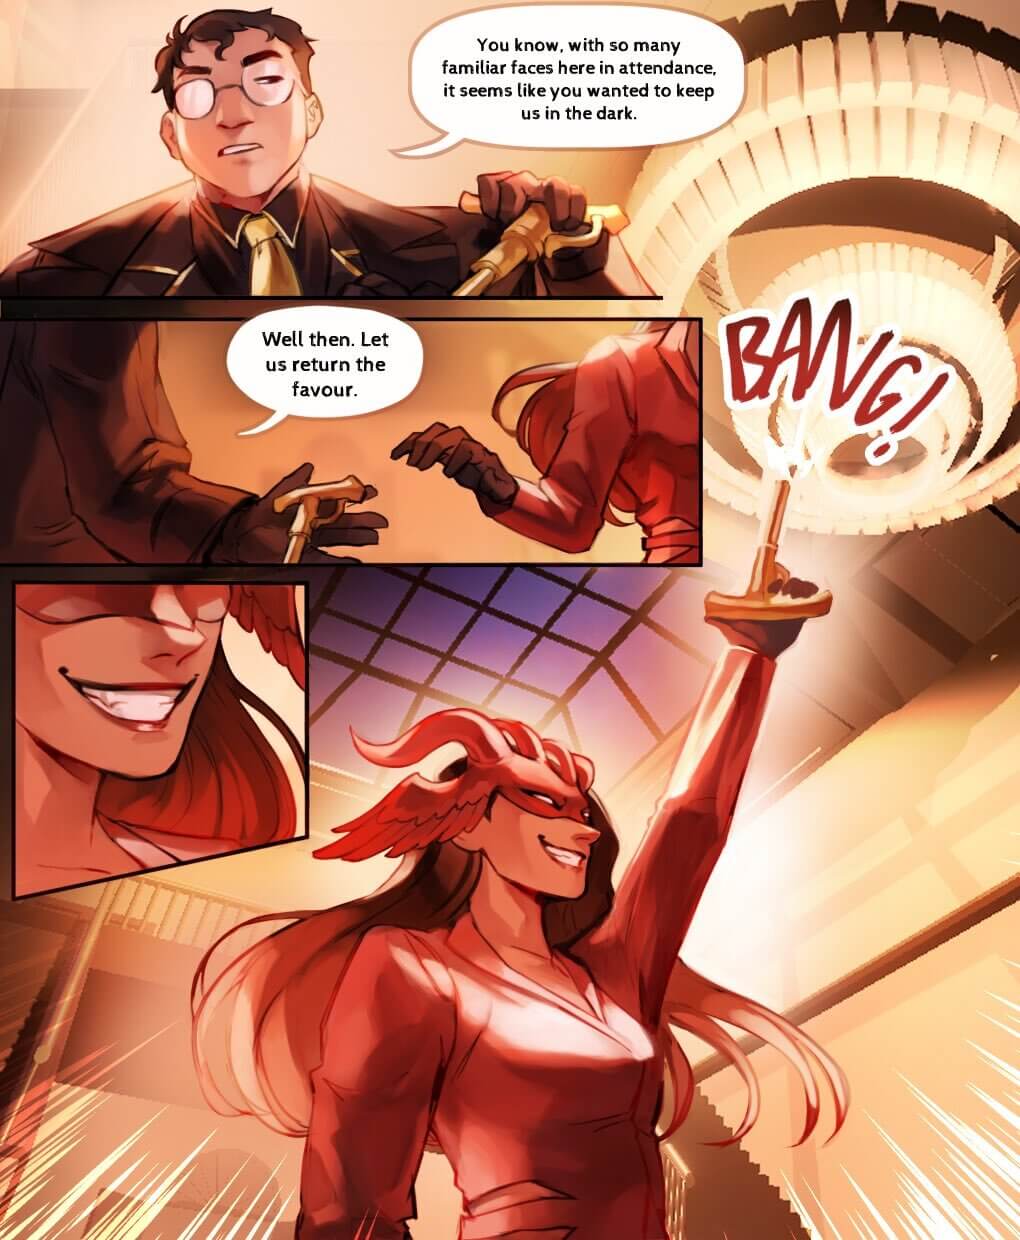 You know, with so many
familiar faces here in attendance,
it seems like you wanted to keep
us in the dark.
Well then. Let
us return the
favour.
BANG!